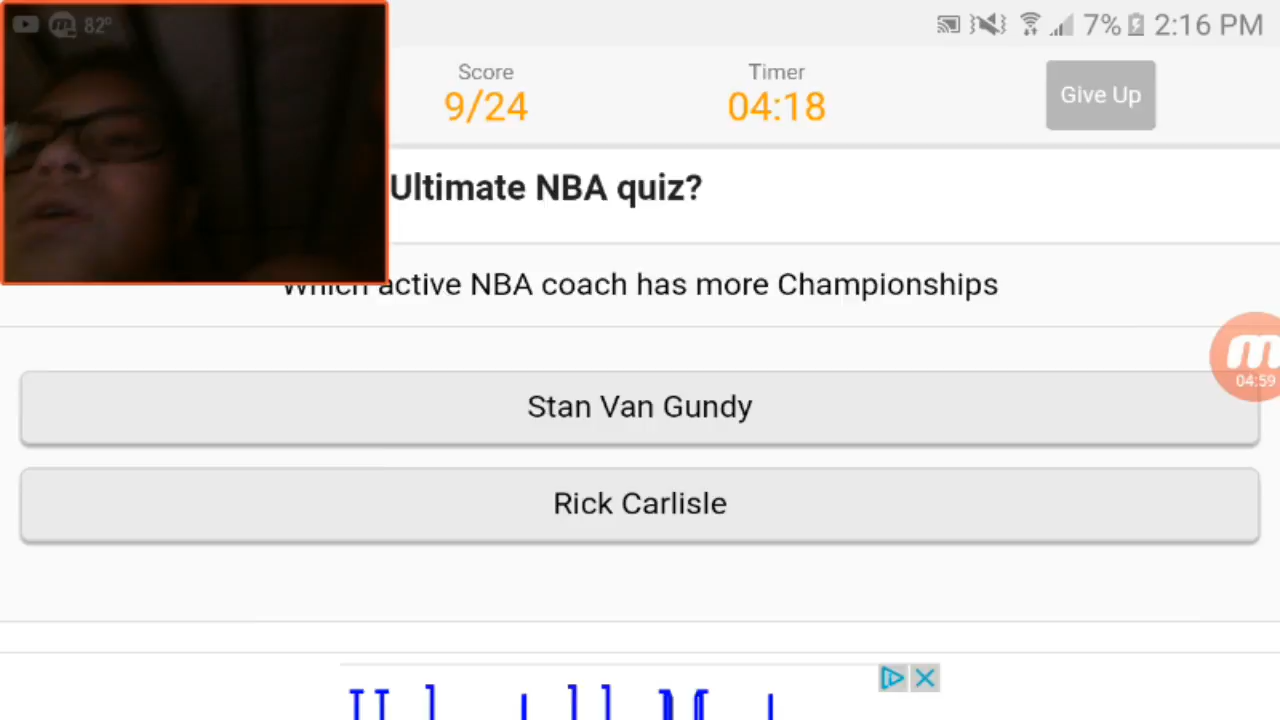 82°
7% 2:16 PM
Score
9/24
Timer
04:18
Give Up
Ultimate NBA quiz?
Which active NBA coach has more Championships
04:59
Stan Van Gundy
Rick Carlisle